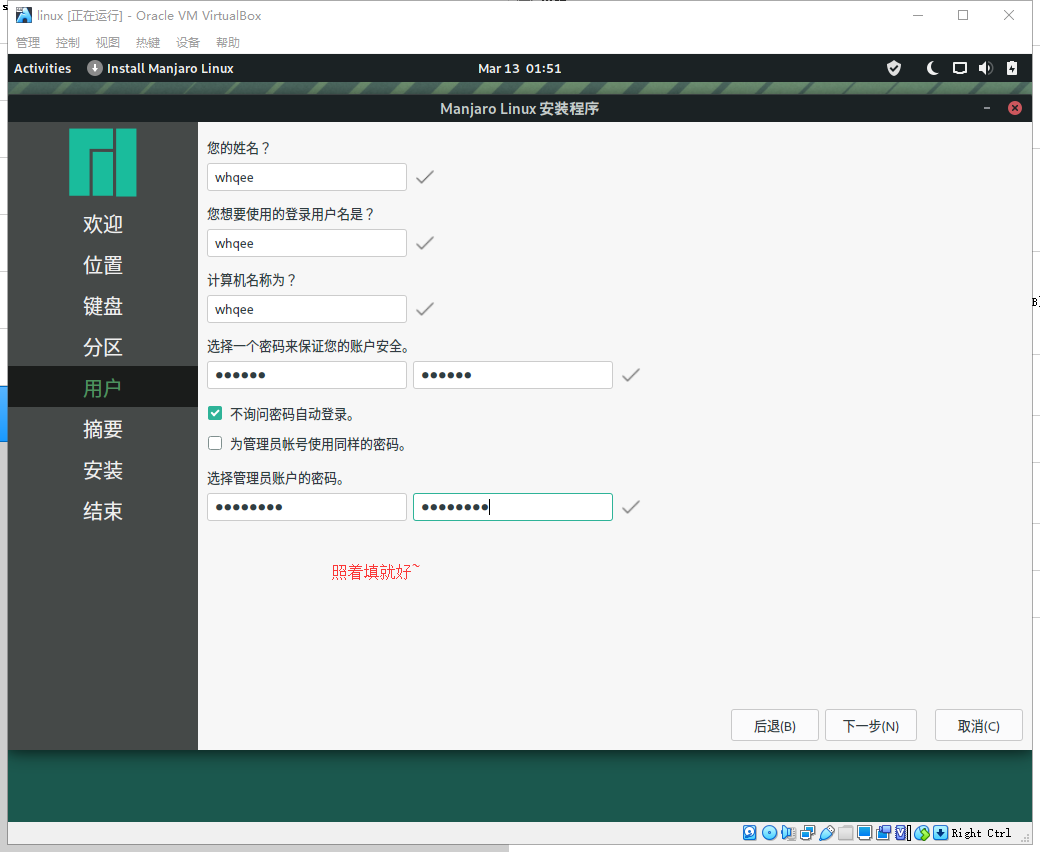 linux [正在运行] - Oracle VM VirtualBox
管理 控制 视图 热键 设备 帮助
Activities Install Manjaro Linux Mar 13 01:51
Manjaro Linux 安装程序
欢迎
位置
键盘
分区
用户
摘要
安装
结束
您的姓名？
whqee
您想要使用的登录用户名是？
whqee
计算机名称为？
whqee
选择一个密码来保证您的账户安全。
●●●●●● ●●●●●●
不询问密码自动登录。
为管理员帐号使用同样的密码。
选择管理员账户的密码。
●●●●●●●● ●●●●●●●●
照着填就好~
后退(B) 下一步(N) 取消(C)
Right Ctrl